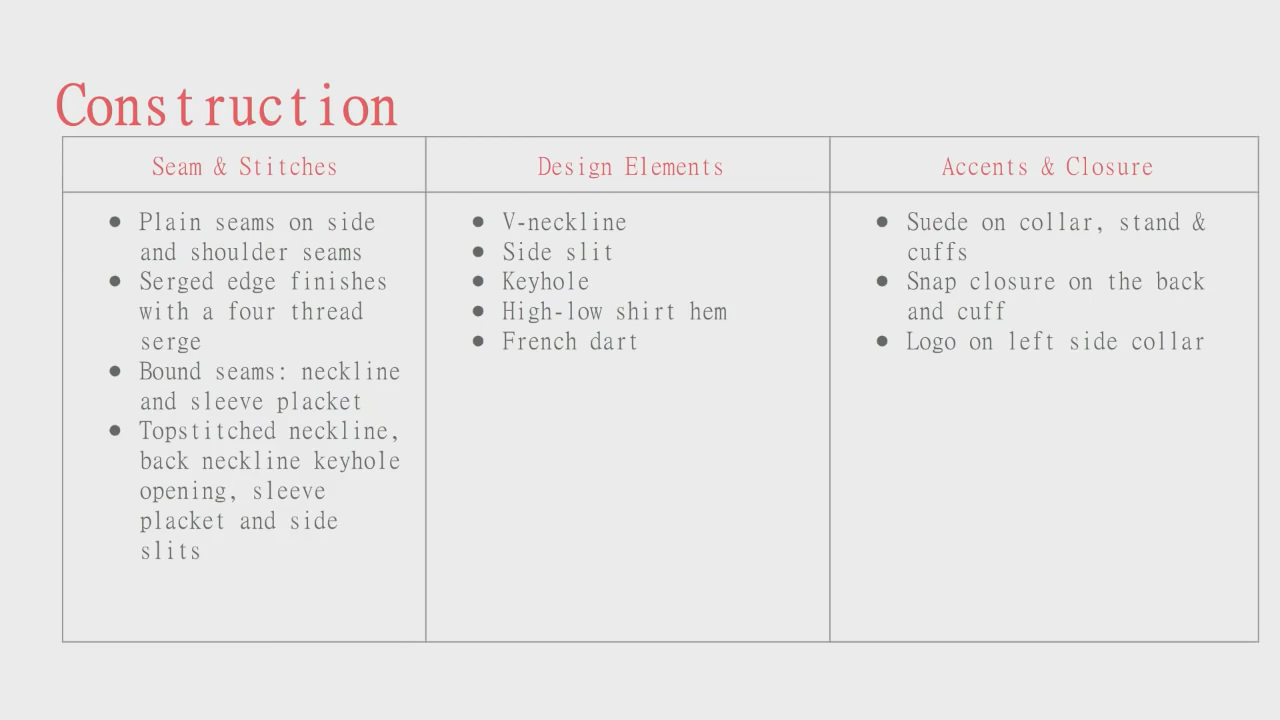 Construction
Seam & Stitches
Design Elements
Accents & Closure
● Plain seams on side
and shoulder seams
● Serged edge finishes
with a four thread
serge
● Bound seams: neckline
and sleeve placket
● Topstitched neckline,
back neckline keyhole
opening, sleeve
placket and side
slits
● V-neckline
● Side slit
● Keyhole
● High-low shirt hem
● French dart
● Suede on collar, stand &
cuffs
● Snap closure on the back
and cuff
● Logo on left side collar